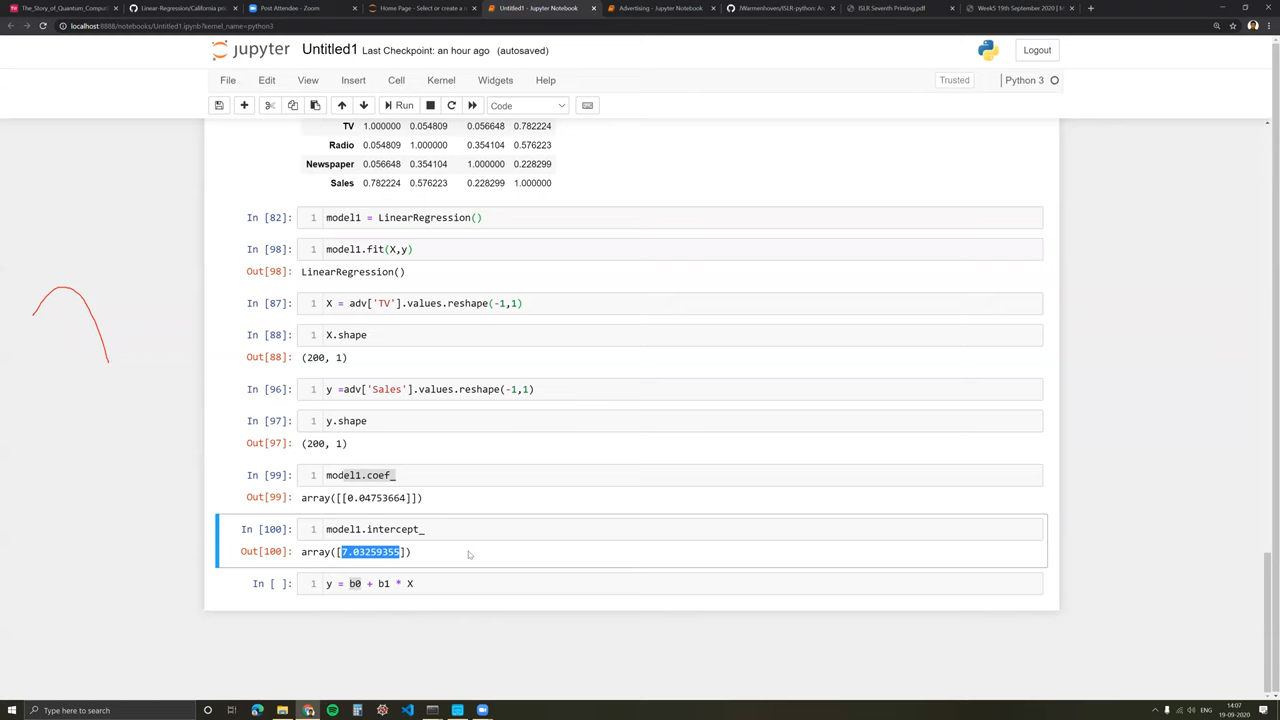 The_Story_of_Quantum_Comput
Linear-Regression/California pri
Post Attendee - Zoom
Home Page - Select or create a n
Untitled1 - Jupyter Notebook
Advertising - Jupyter Notebook
JWarmenhoven/ISLR-python: An
ISLR Seventh Printing.pdf
Week5 19th September 2020 | M
localhost:8888/notebooks/Untitled1.ipynb?kernel_name=python3
jupyter Untitled1 Last Checkpoint: an hour ago (autosaved)
Logout
File Edit View Insert Cell Kernel Widgets Help
Trusted
Python 3
Run
Code
TV 1.000000 0.054809 0.056648 0.782224
Radio 0.054809 1.000000 0.354104 0.576223
Newspaper 0.056648 0.354104 1.000000 0.228299
Sales 0.782224 0.576223 0.228299 1.000000
In [82]: 1 model1 = LinearRegression()
In [98]: 1 model1.fit(X,y)
Out[98]: LinearRegression()
In [87]: 1 X = adv['TV'].values.reshape(-1,1)
In [88]: 1 X.shape
Out[88]: (200, 1)
In [96]: 1 y =adv['Sales'].values.reshape(-1,1)
In [97]: 1 y.shape
Out[97]: (200, 1)
In [99]: 1 model1.coef_
Out[99]: array([[0.04753664]])
In [100]: 1 model1.intercept_
Out[100]: array([7.03259355])
In [ ]: 1 y = b0 + b1 * X
Type here to search
ENG
14:07
19-09-2020